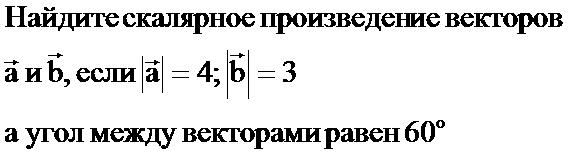 Найдите скалярное произведение векторов
a⃗ и b⃗, если |a⃗| = 4; |b⃗| = 3
а угол между векторами равен 60°